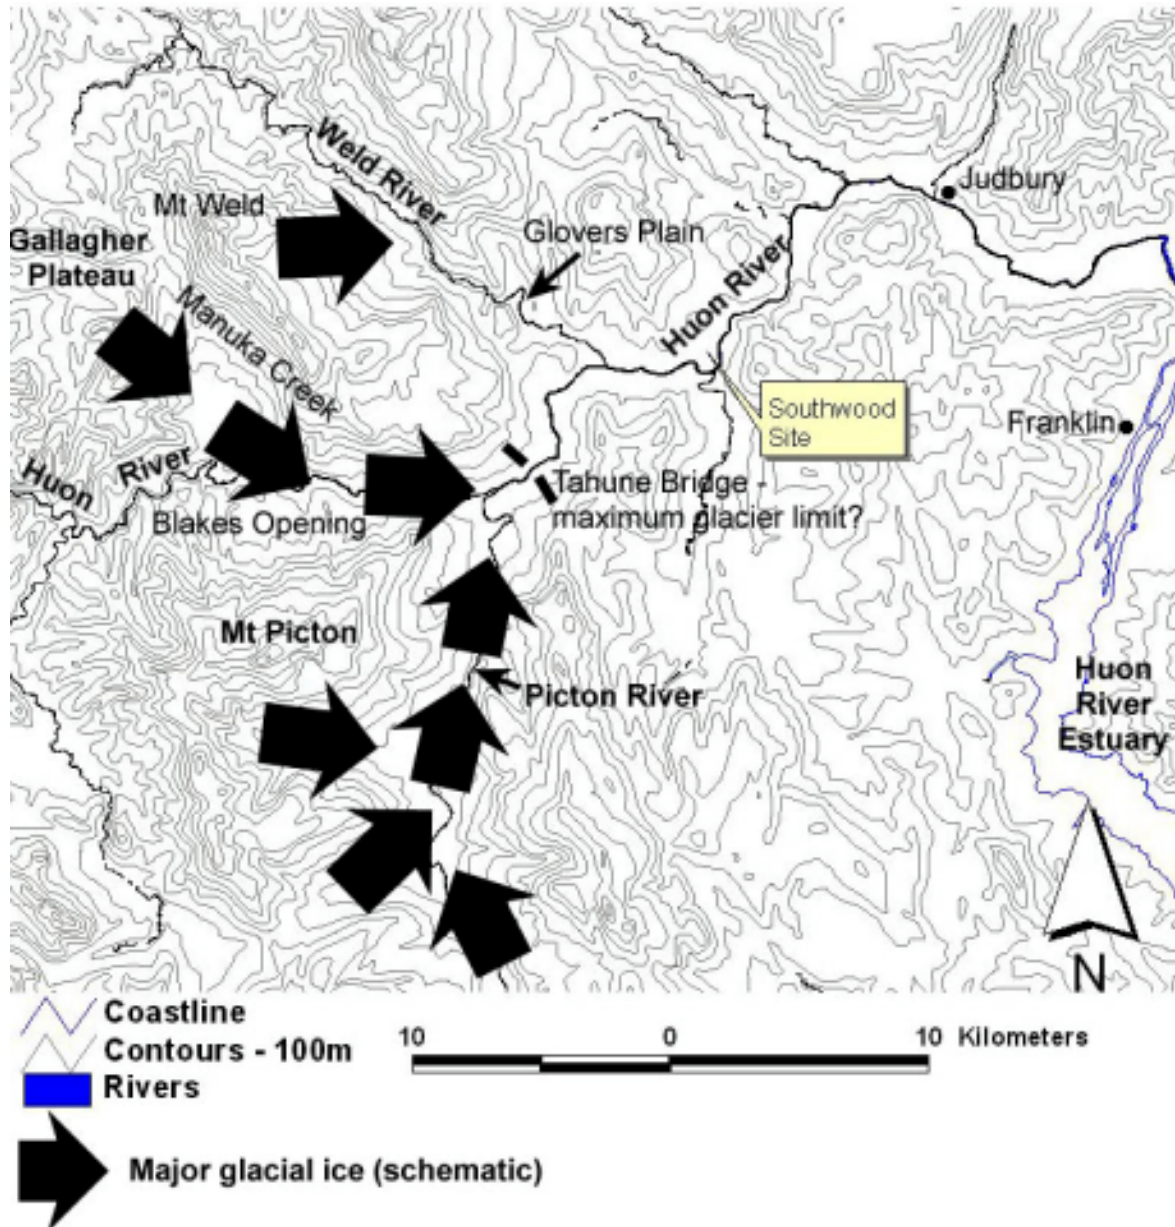 Weld River
Judbury
Mt Weld
Glovers Plain
Gallagher
Plateau
Huon River
Manuka Creek
Southwood
Site
Franklin
Huon River
Tahune Bridge -
maximum glacier limit?
Blakes Opening
Mt Picton
Huon
River
Estuary
Picton River
N
Coastline
Contours - 100m
Rivers
10 0 10 Kilometers
Major glacial ice (schematic)